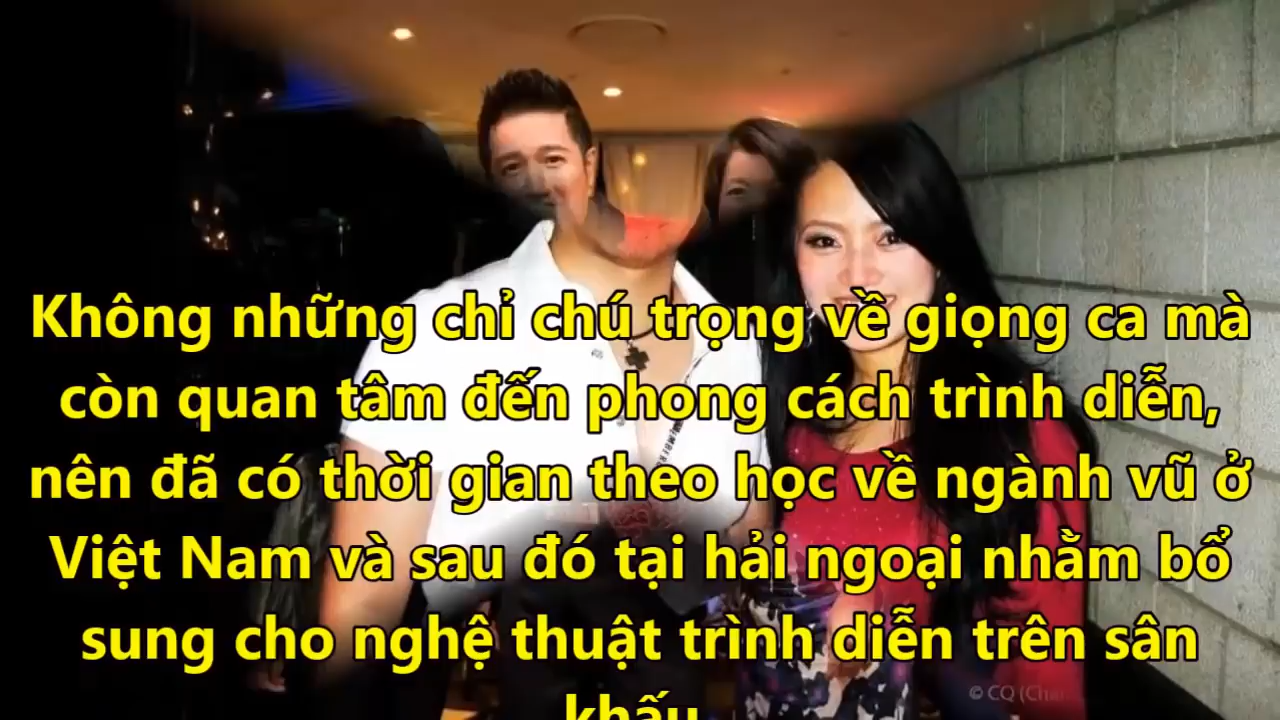 Không những chỉ chú trọng về giọng ca mà
còn quan tâm đến phong cách trình diễn,
nên đã có thời gian theo học về ngành vũ ở
Việt Nam và sau đó tại hải ngoại nhằm bổ
sung cho nghệ thuật trình diễn trên sân
khấu
© CQ